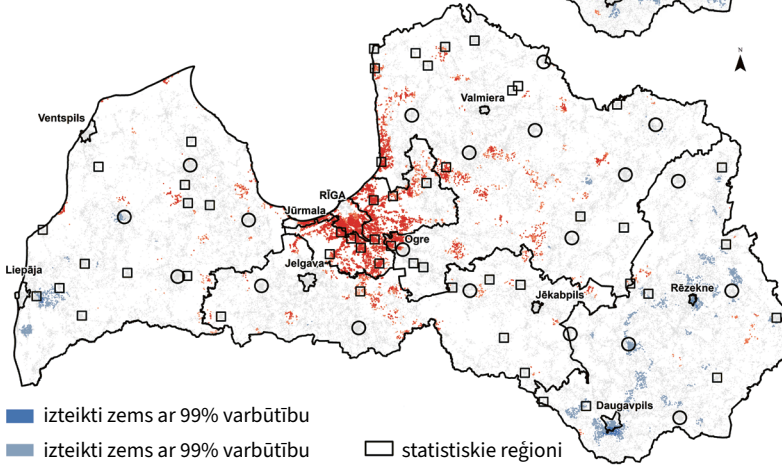 N
Valmiera
Ventspils
RĪGA
Jūrmala
Ogre
Jelgava
Liepāja
Jēkabpils
Rēzekne
Daugavpils
izteikti zems ar 99% varbūtību
izteikti zems ar 99% varbūtību
statistiskie reģioni